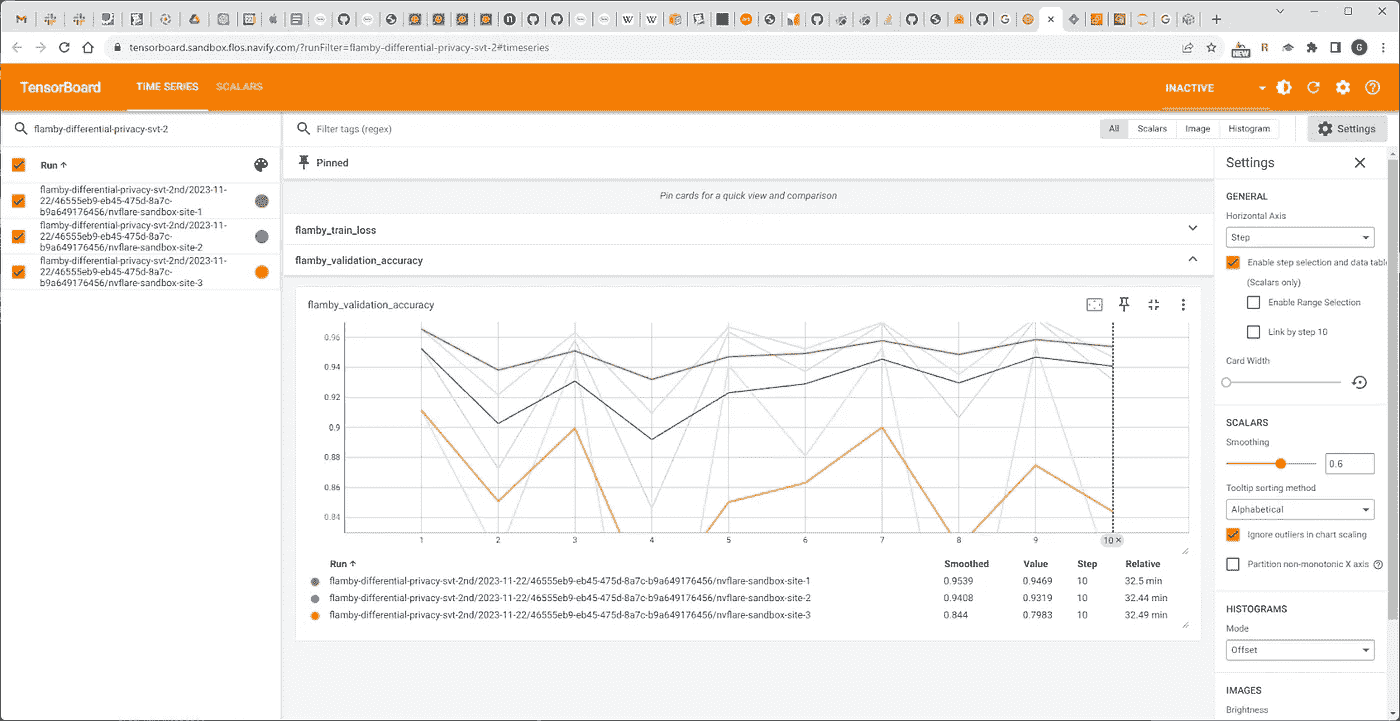 tensorboard.sandbox.flos.navify.com/?runFilter=flamby-differential-privacy-svt-2#timeseries
NEW
R
G
TensorBoard
TIME SERIES
SCALARS
INACTIVE
flamby-differential-privacy-svt-2
Filter tags (regex)
All
Scalars
Image
Histogram
Settings
Run ↑
flamby-differential-privacy-svt-2nd/2023-11-
22/46555eb9-eb45-475d-8a7c-
b9a649176456/nvflare-sandbox-site-1
flamby-differential-privacy-svt-2nd/2023-11-
22/46555eb9-eb45-475d-8a7c-
b9a649176456/nvflare-sandbox-site-2
flamby-differential-privacy-svt-2nd/2023-11-
22/46555eb9-eb45-475d-8a7c-
b9a649176456/nvflare-sandbox-site-3
Pinned
Pin cards for a quick view and comparison
flamby_train_loss
flamby_validation_accuracy
flamby_validation_accuracy
0.96
0.94
0.92
0.9
0.88
0.86
0.84
1 2 3 4 5 6 7 8 9 10 ×
Run ↑ Smoothed Value Step Relative
flamby-differential-privacy-svt-2nd/2023-11-22/46555eb9-eb45-475d-8a7c-b9a649176456/nvflare-sandbox-site-1 0.9539 0.9469 10 32.5 min
flamby-differential-privacy-svt-2nd/2023-11-22/46555eb9-eb45-475d-8a7c-b9a649176456/nvflare-sandbox-site-2 0.9408 0.9319 10 32.44 min
flamby-differential-privacy-svt-2nd/2023-11-22/46555eb9-eb45-475d-8a7c-b9a649176456/nvflare-sandbox-site-3 0.844 0.7983 10 32.49 min
Settings
GENERAL
Horizontal Axis
Step
Enable step selection and data table
(Scalars only)
Enable Range Selection
Link by step 10
Card Width
SCALARS
Smoothing
0.6
Tooltip sorting method
Alphabetical
Ignore outliers in chart scaling
Partition non-monotonic X axis
HISTOGRAMS
Mode
Offset
IMAGES
Brightness